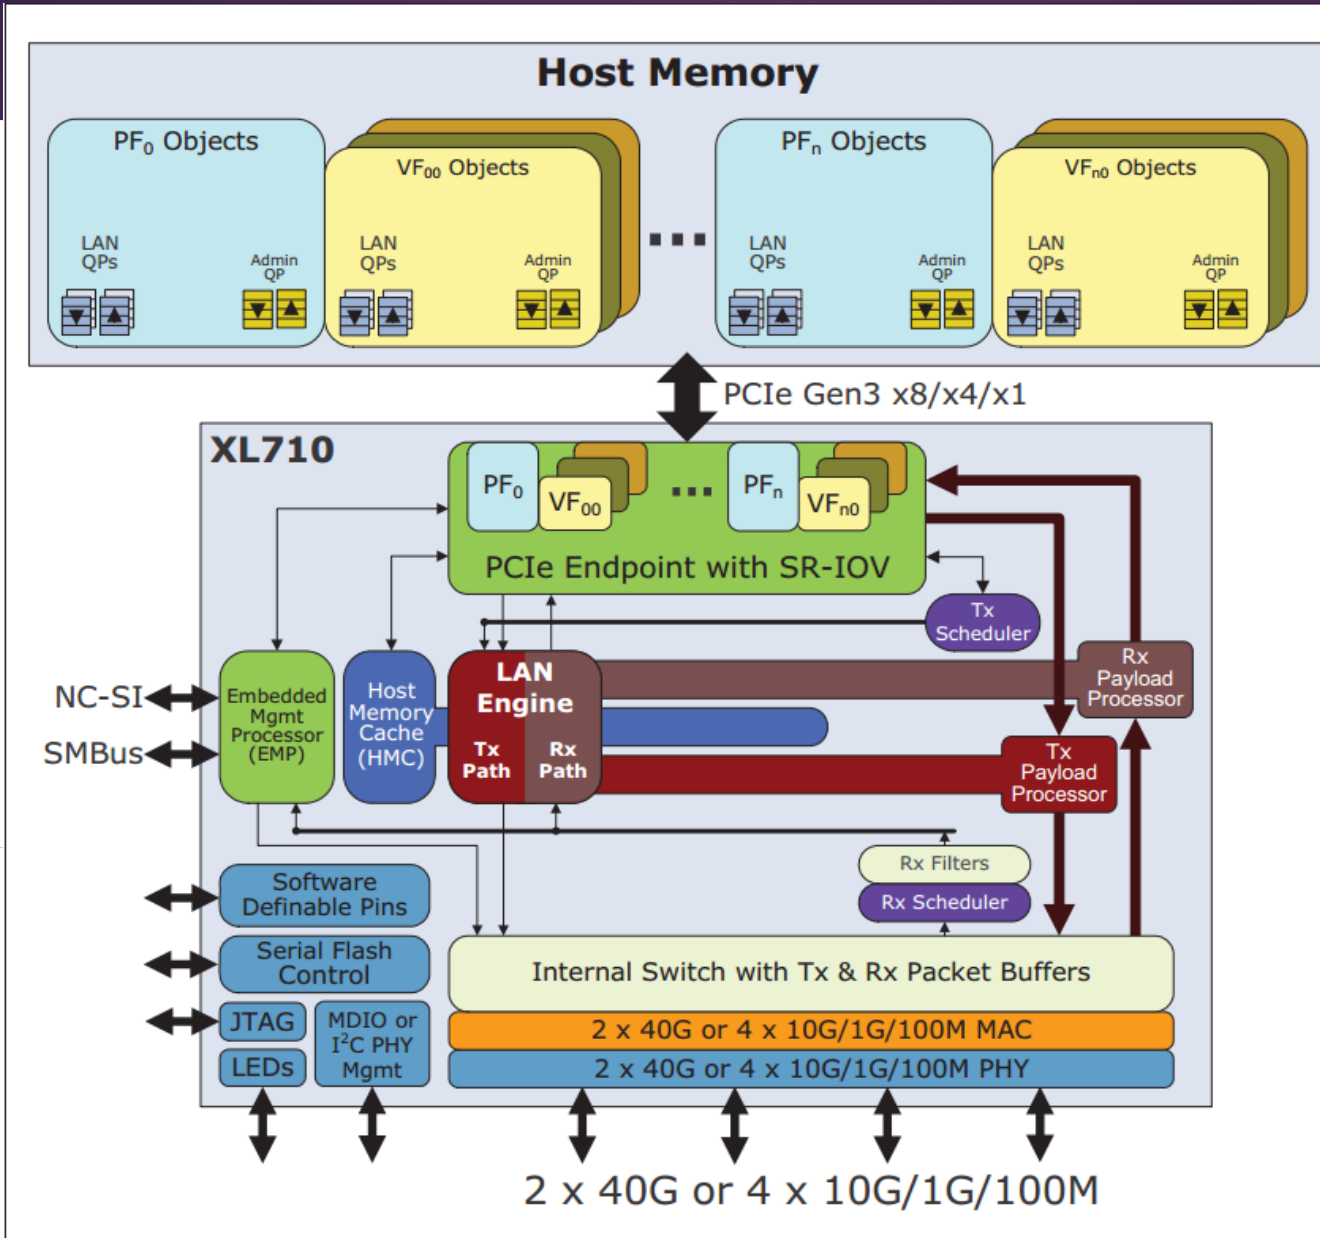 Host Memory
PF0 Objects
VF00 Objects
LAN
QPs
Admin
QP
LAN
QPs
Admin
QP
PFn Objects
VFn0 Objects
LAN
QPs
Admin
QP
LAN
QPs
Admin
QP
PCIe Gen3 x8/x4/x1
XL710
PF0
VF00
PFn
VFn0
PCIe Endpoint with SR-IOV
Tx
Scheduler
NC-SI
SMBus
Embedded
Mgmt
Processor
(EMP)
Host
Memory
Cache
(HMC)
LAN
Engine
Tx
Path
Rx
Path
Rx
Payload
Processor
Tx
Payload
Processor
Rx Filters
Rx Scheduler
Software
Definable Pins
Serial Flash
Control
JTAG
LEDs
MDIO or
I2C PHY
Mgmt
Internal Switch with Tx & Rx Packet Buffers
2 x 40G or 4 x 10G/1G/100M MAC
2 x 40G or 4 x 10G/1G/100M PHY
2 x 40G or 4 x 10G/1G/100M